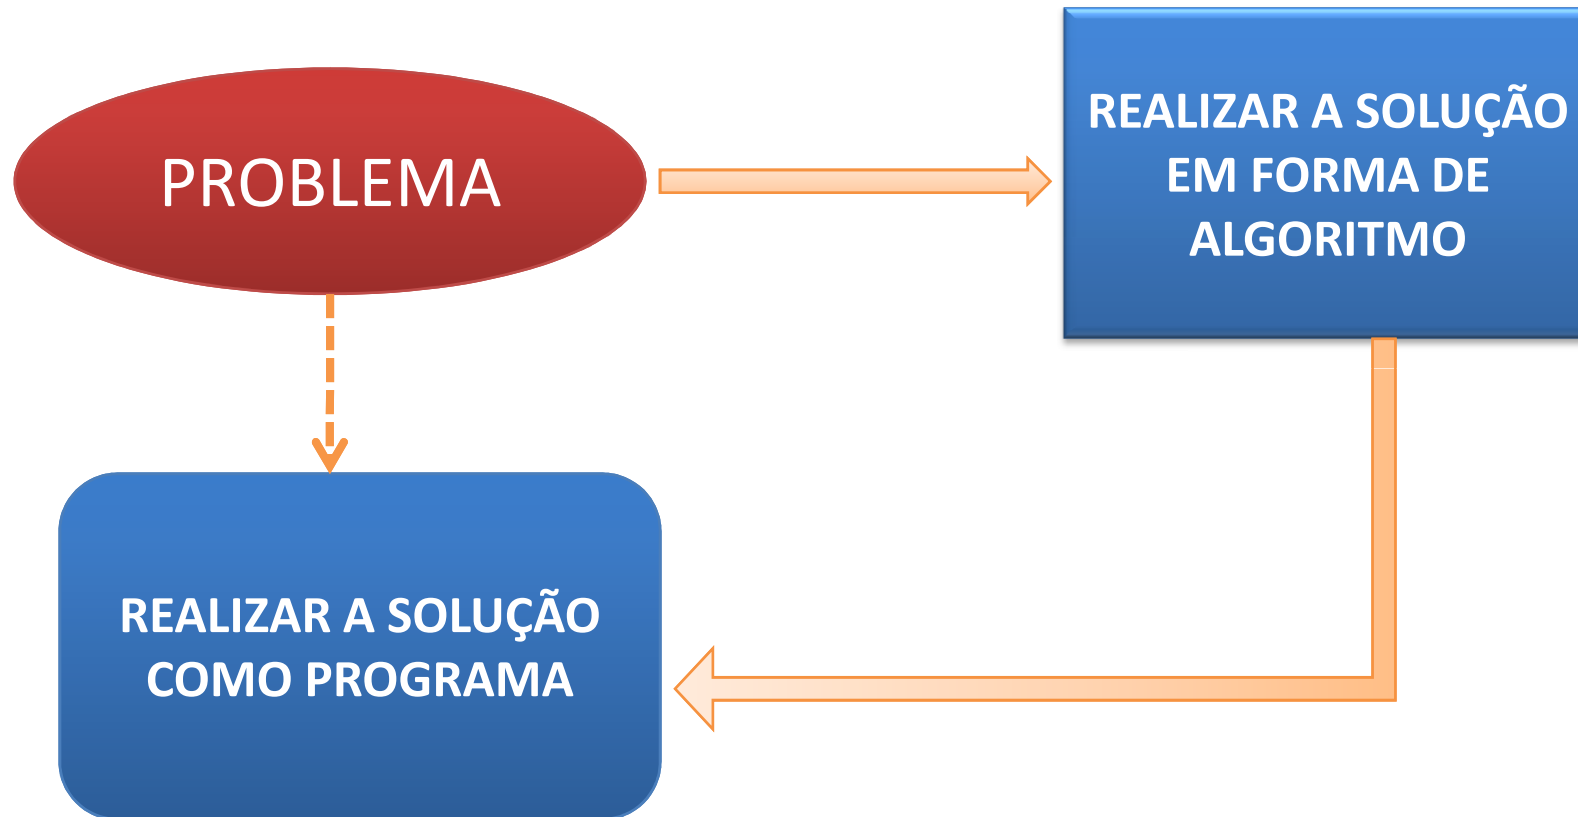 PROBLEMA
REALIZAR A SOLUÇÃO
EM FORMA DE
ALGORITMO
REALIZAR A SOLUÇÃO
COMO PROGRAMA